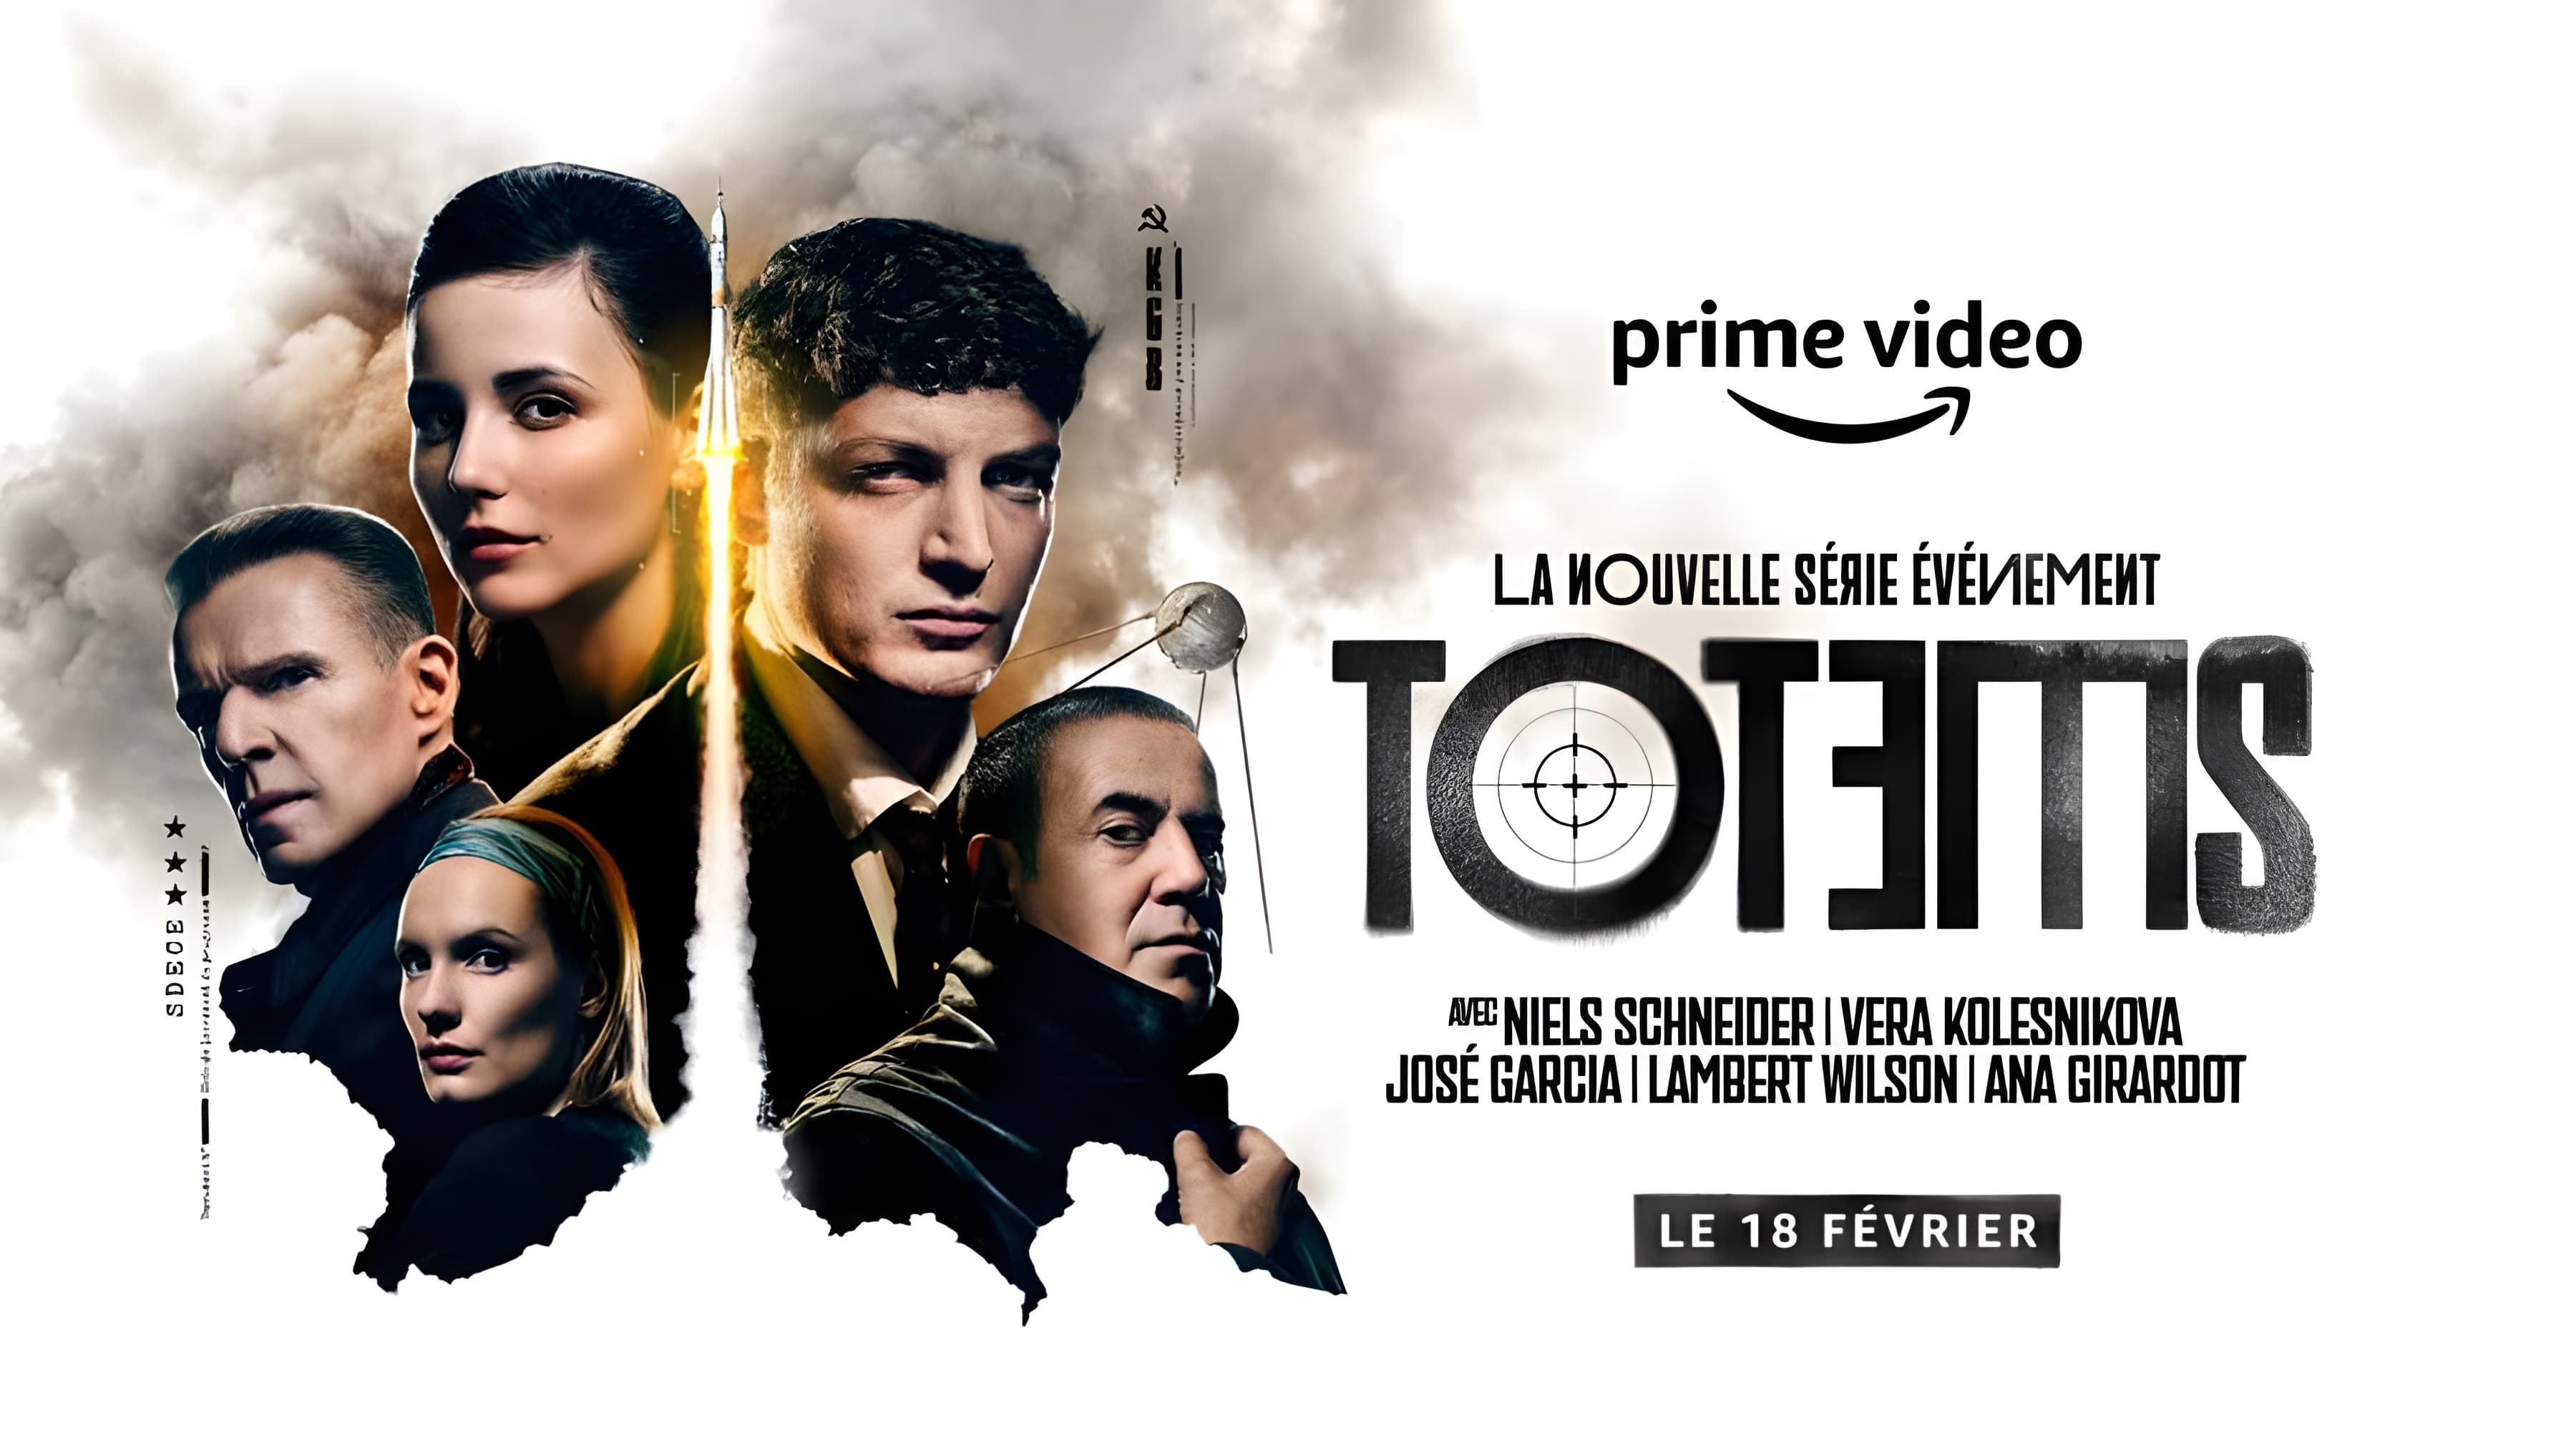 prime video
LA NOUVELLE SÉRIE ÉVÉNEMENT
TOTEMS
AVEC NIELS SCHNEIDER | VERA KOLESNIKOVA
JOSÉ GARCIA | LAMBERT WILSON | ANA GIRARDOT
LE 18 FÉVRIER
SDECE